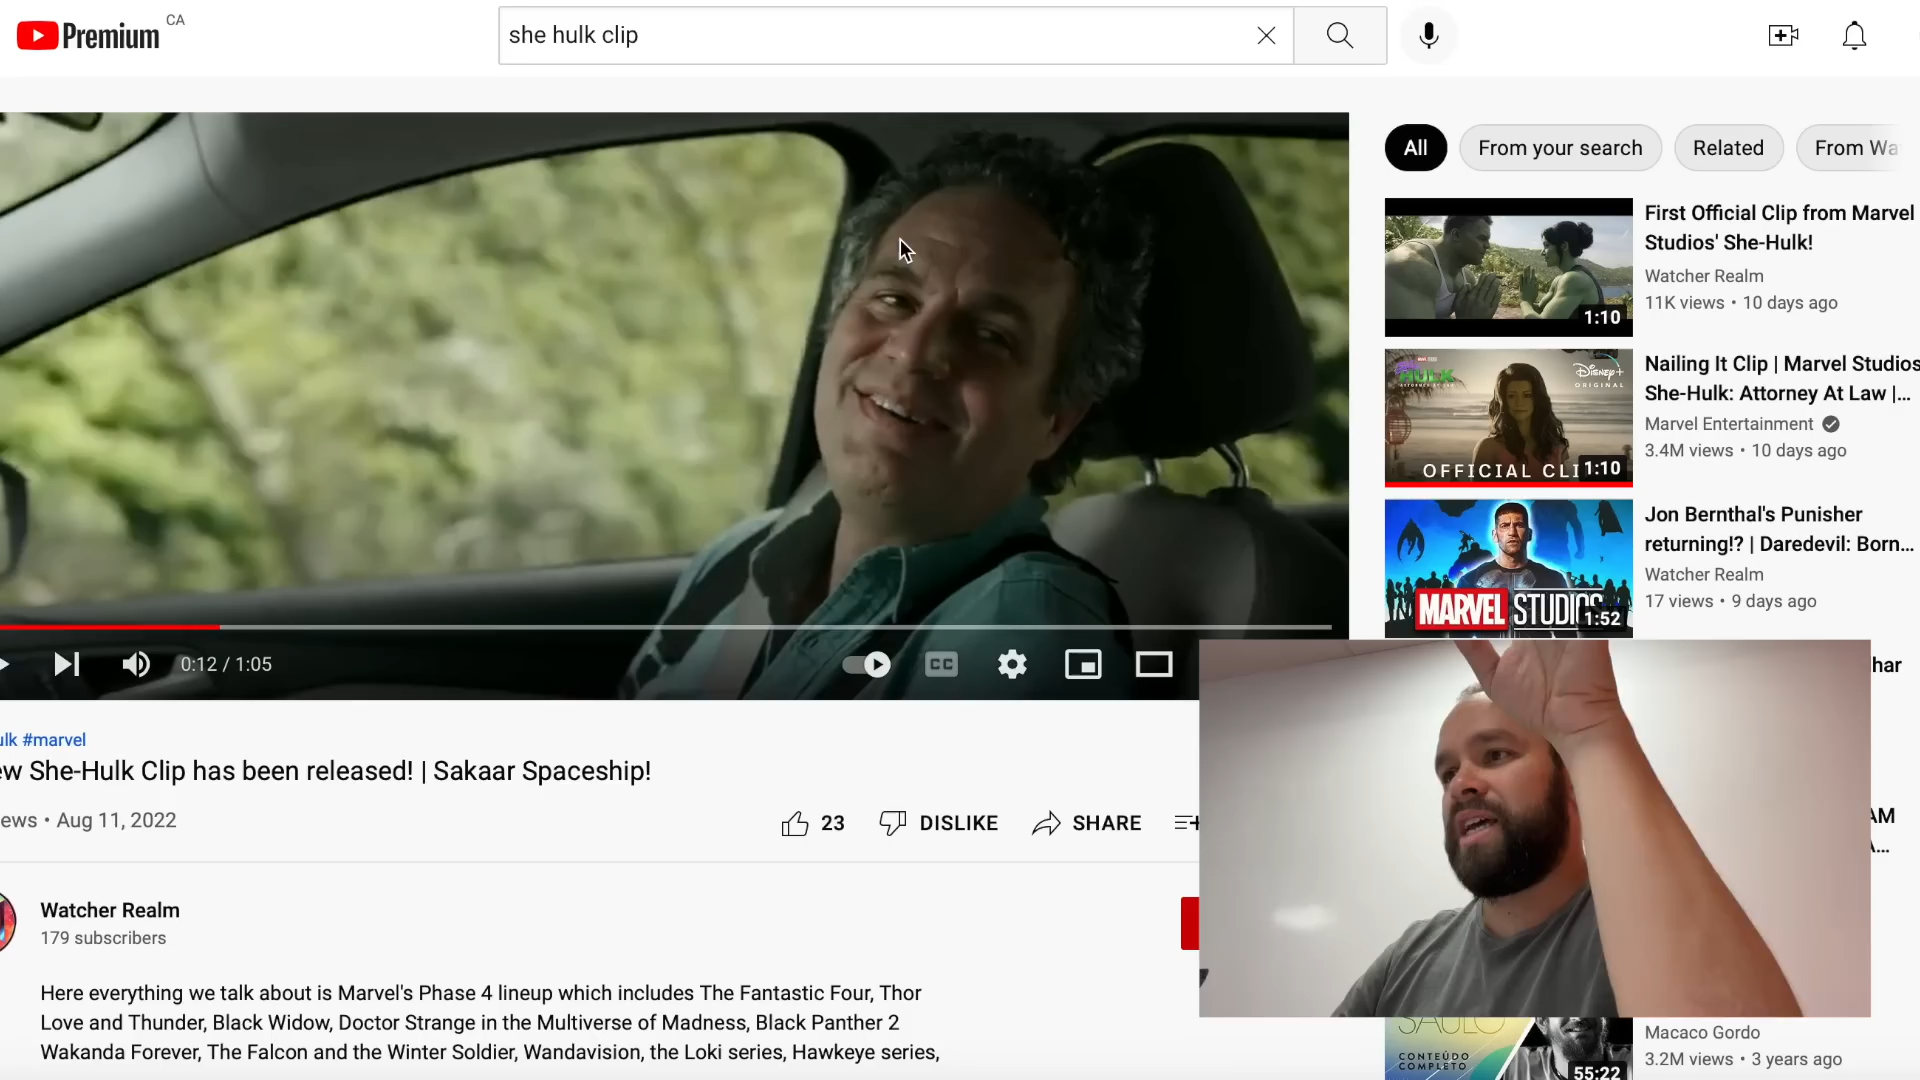 Premium
CA
she hulk clip
All
From your search
Related
From Wa
First Official Clip from Marvel
Studios' She-Hulk!
Watcher Realm
11K views • 10 days ago
1:10
Nailing It Clip | Marvel Studios
She-Hulk: Attorney At Law |...
Marvel Entertainment
3.4M views • 10 days ago
HULK
Disney+
ORIGINAL
OFFICIAL CLI
1:10
Jon Bernthal's Punisher
returning!? | Daredevil: Born...
Watcher Realm
17 views • 9 days ago
MARVEL STUDIOS
1:52
har
AM
0:12 / 1:05
CC
ulk #marvel
ew She-Hulk Clip has been released! | Sakaar Spaceship!
ews • Aug 11, 2022
23
DISLIKE
SHARE
Watcher Realm
179 subscribers
Here everything we talk about is Marvel's Phase 4 lineup which includes The Fantastic Four, Thor
Love and Thunder, Black Widow, Doctor Strange in the Multiverse of Madness, Black Panther 2
Wakanda Forever, The Falcon and the Winter Soldier, Wandavision, the Loki series, Hawkeye series,
SAULO
CONTEÚDO
COMPLETO
55:22
Macaco Gordo
3.2M views • 3 years ago